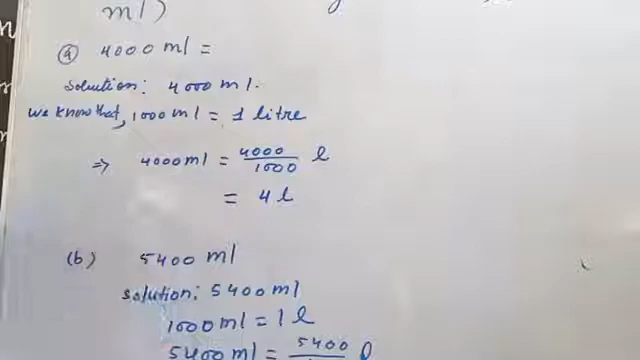 ml)
(a) 4000 ml =
Solution: 4000 ml.
We know that, 1000 ml = 1 litre
⇒ 4000 ml = 4000/1000 l
= 4 l
(b) 5400 ml
solution: 5400 ml
1000 ml = 1 l
5400 ml = 5400 l